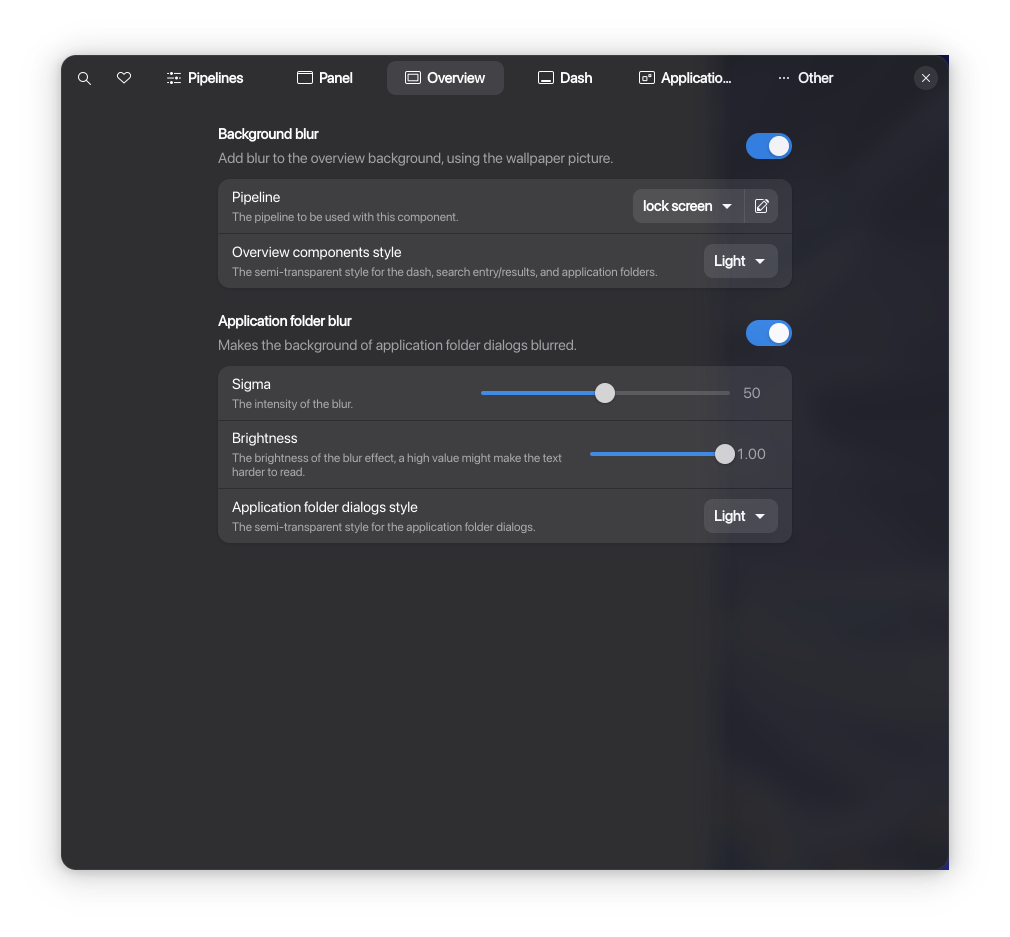 Pipelines
Panel
Overview
Dash
Applicatio...
Other
Background blur
Add blur to the overview background, using the wallpaper picture.
Pipeline
The pipeline to be used with this component.
lock screen
Overview components style
The semi-transparent style for the dash, search entry/results, and application folders.
Light
Application folder blur
Makes the background of application folder dialogs blurred.
Sigma
The intensity of the blur.
50
Brightness
The brightness of the blur effect, a high value might make the text
harder to read.
1.00
Application folder dialogs style
The semi-transparent style for the application folder dialogs.
Light